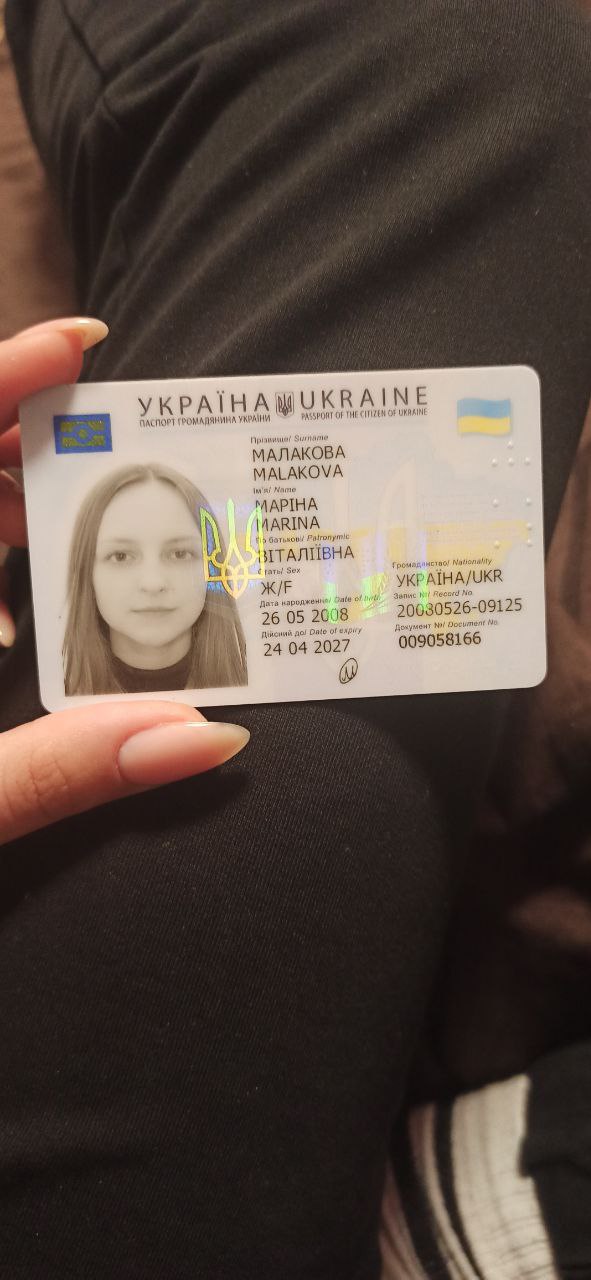 УКРАЇНА UKRAINE
ПАСПОРТ ГРОМАДЯНИНА УКРАЇНИ PASSPORT OF THE CITIZEN OF UKRAINE
Прізвище/ Surname
МАЛАКОВА
MALAKOVA
Ім'я/ Name
МАРІНА
MARINA
По батькові/ Patronymic
ВІТАЛІЇВНА
Стать/ Sex
Ж/F
Громадянство/ Nationality
УКРАЇНА/UKR
Дата народження/ Date of birth
26 05 2008
Запис №/ Record No.
20080526-09125
Дійсний до/ Date of expiry
24 04 2027
Документ №/ Document No.
009058166